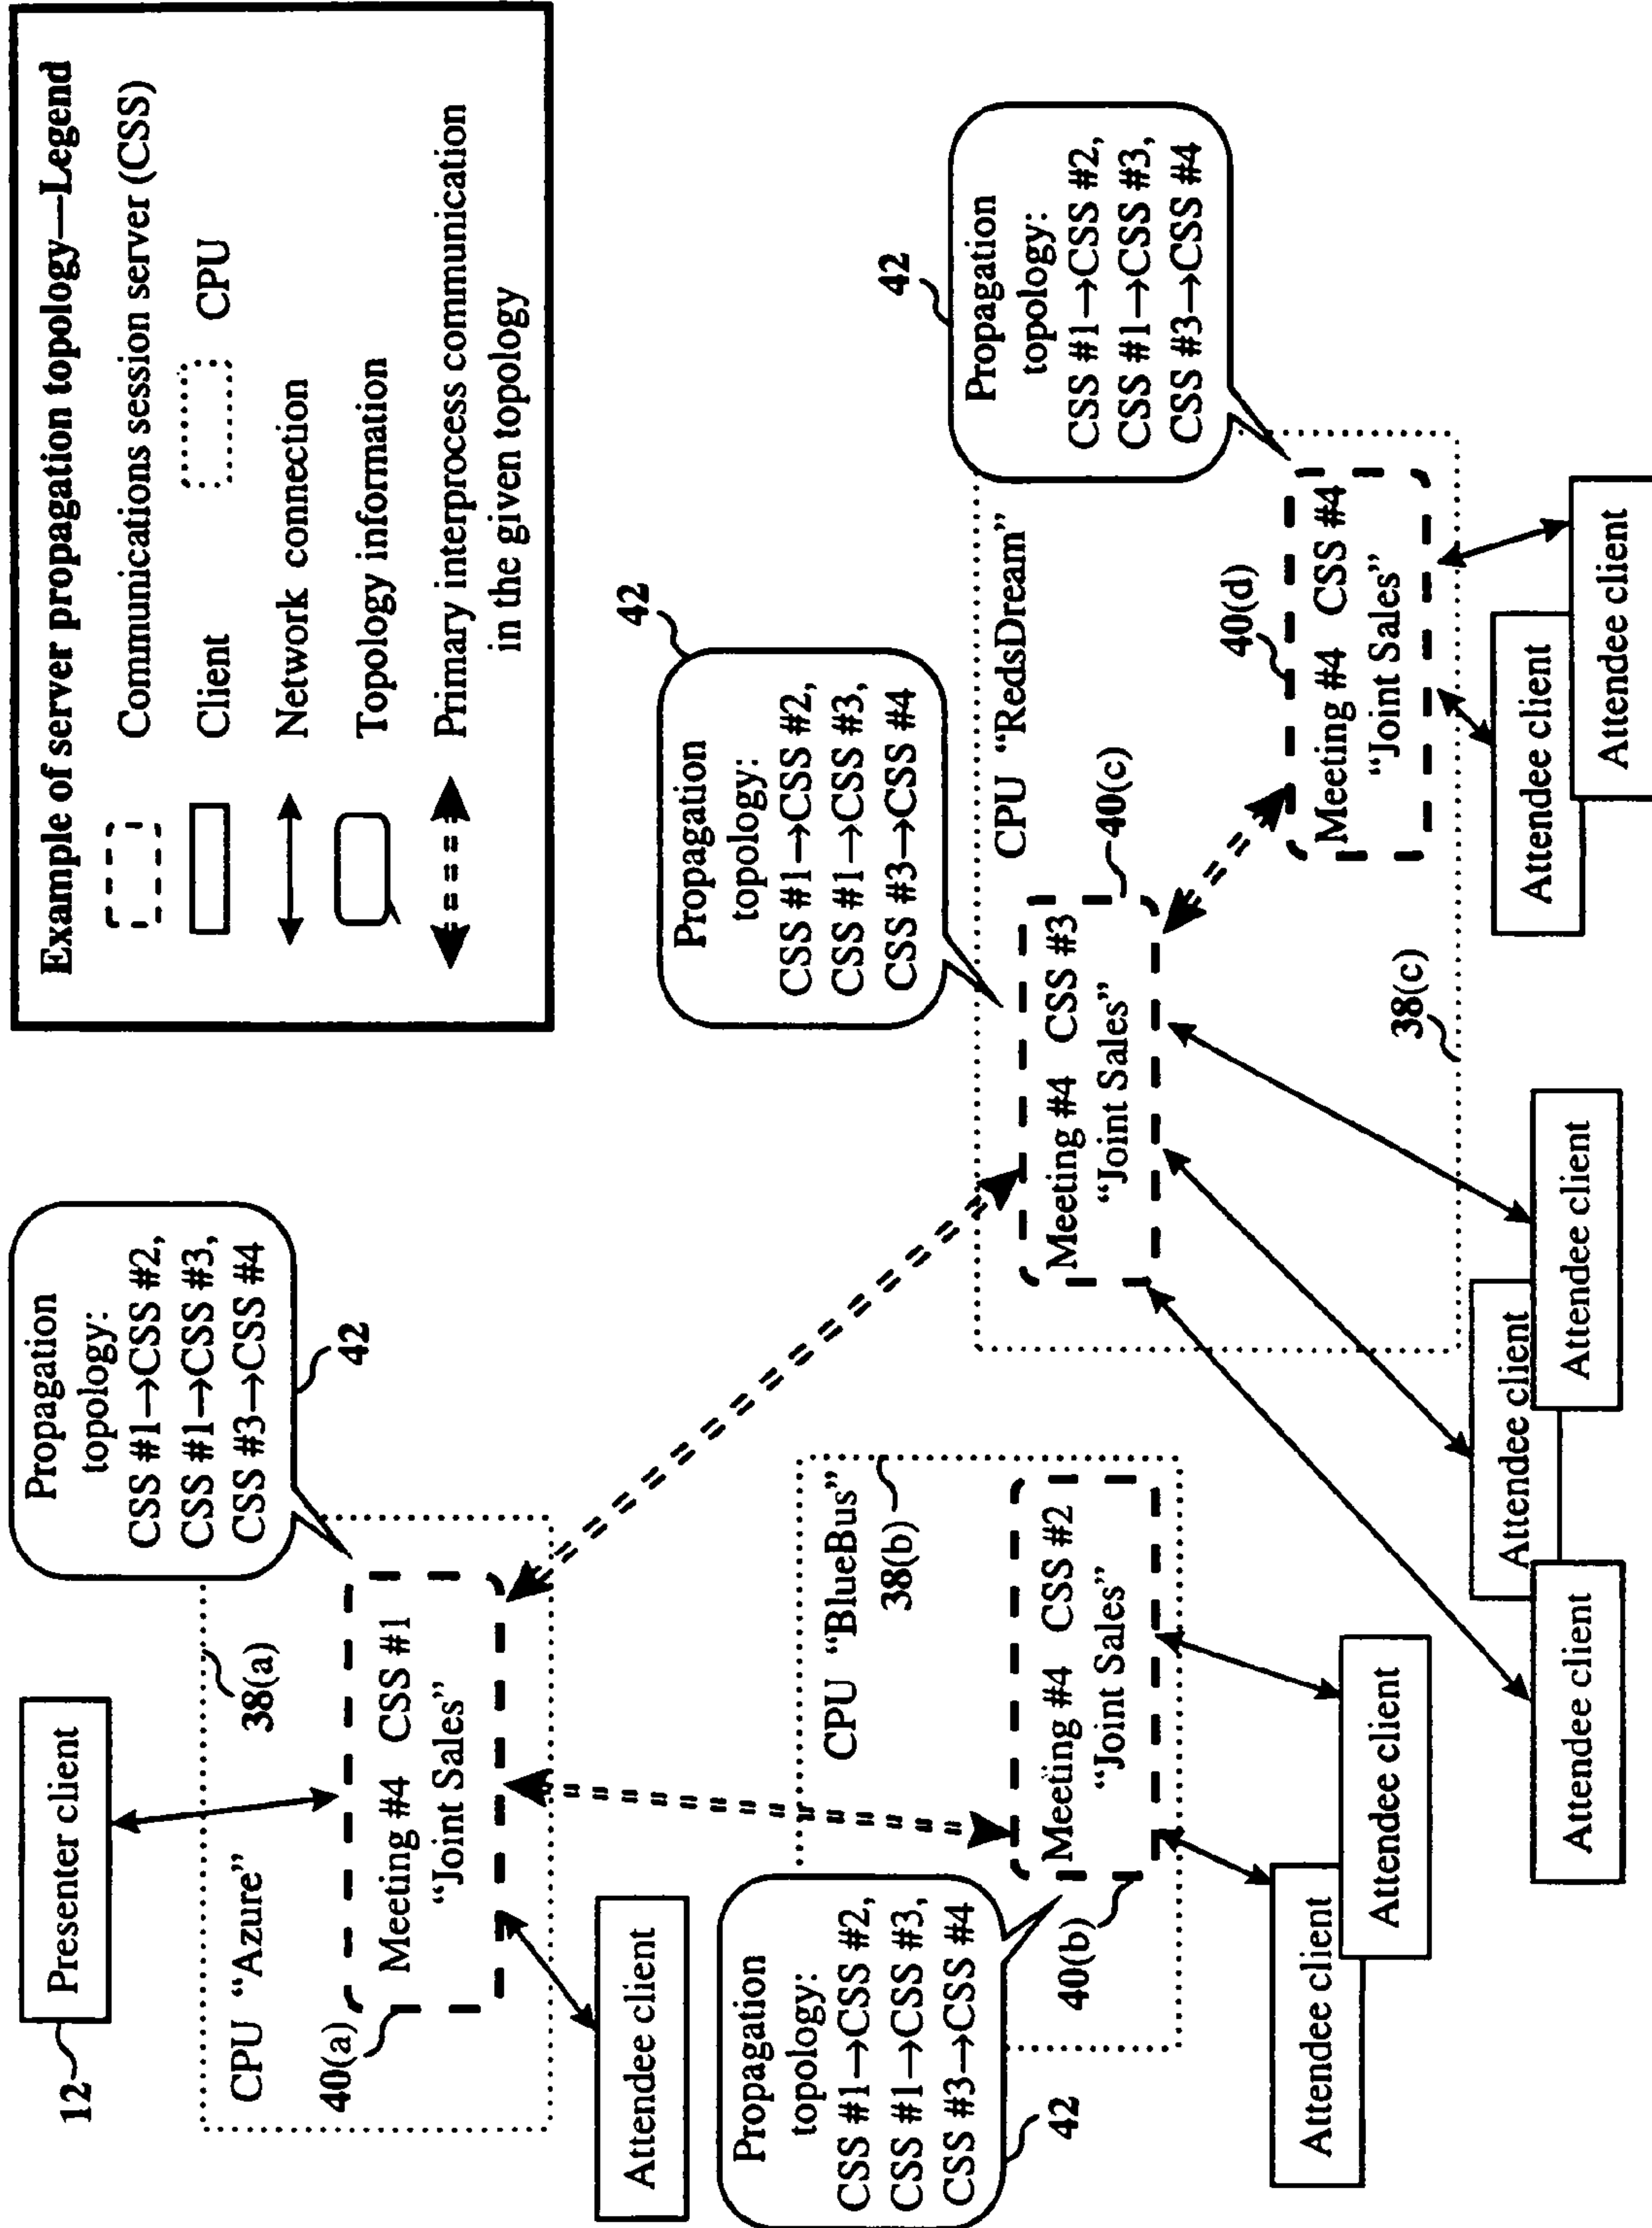 Example of server propagation topology—Legend
Communications session server (CSS)
Client
CPU
Network connection
Topology information
Primary interprocess communication
in the given topology
12
Presenter client
CPU “Azure”
38(a)
40(a)
Meeting #4 CSS #1
“Joint Sales”
Propagation
topology:
CSS #1→CSS #2,
CSS #1→CSS #3,
CSS #3→CSS #4
42
Attendee client
Propagation
topology:
CSS #1→CSS #2,
CSS #1→CSS #3,
CSS #3→CSS #4
42
CPU “BlueBus”
38(b)
40(b)
Meeting #4 CSS #2
“Joint Sales”
Attendee client
Attendee client
Propagation
topology:
CSS #1→CSS #2,
CSS #1→CSS #3,
CSS #3→CSS #4
42
CPU “RedsDream”
40(c)
Meeting #4 CSS #3
“Joint Sales”
38(c)
Attendee client
Attendee client
Attendee client
Propagation
topology:
CSS #1→CSS #2,
CSS #1→CSS #3,
CSS #3→CSS #4
42
40(d)
Meeting #4 CSS #4
“Joint Sales”
Attendee client
Attendee client